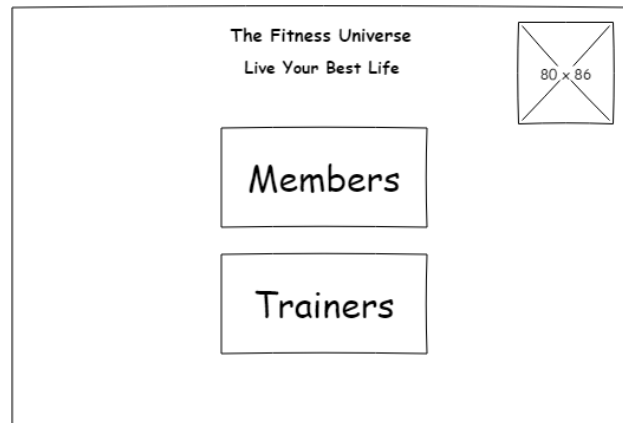 The Fitness Universe
Live Your Best Life
80 x 86
Members
Trainers